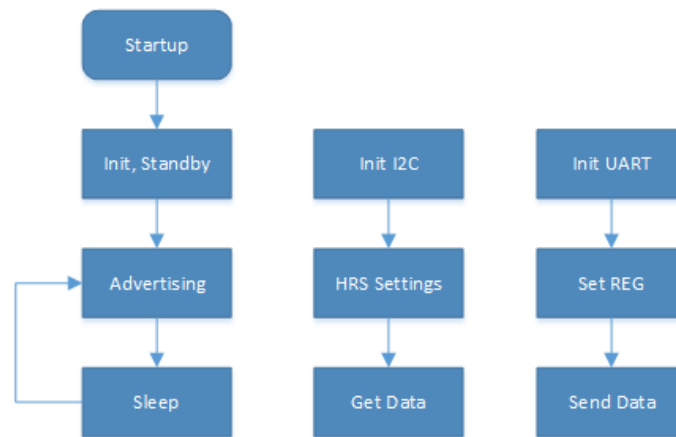 Startup
Init, Standby
Init I2C
Init UART
Advertising
HRS Settings
Set REG
Sleep
Get Data
Send Data